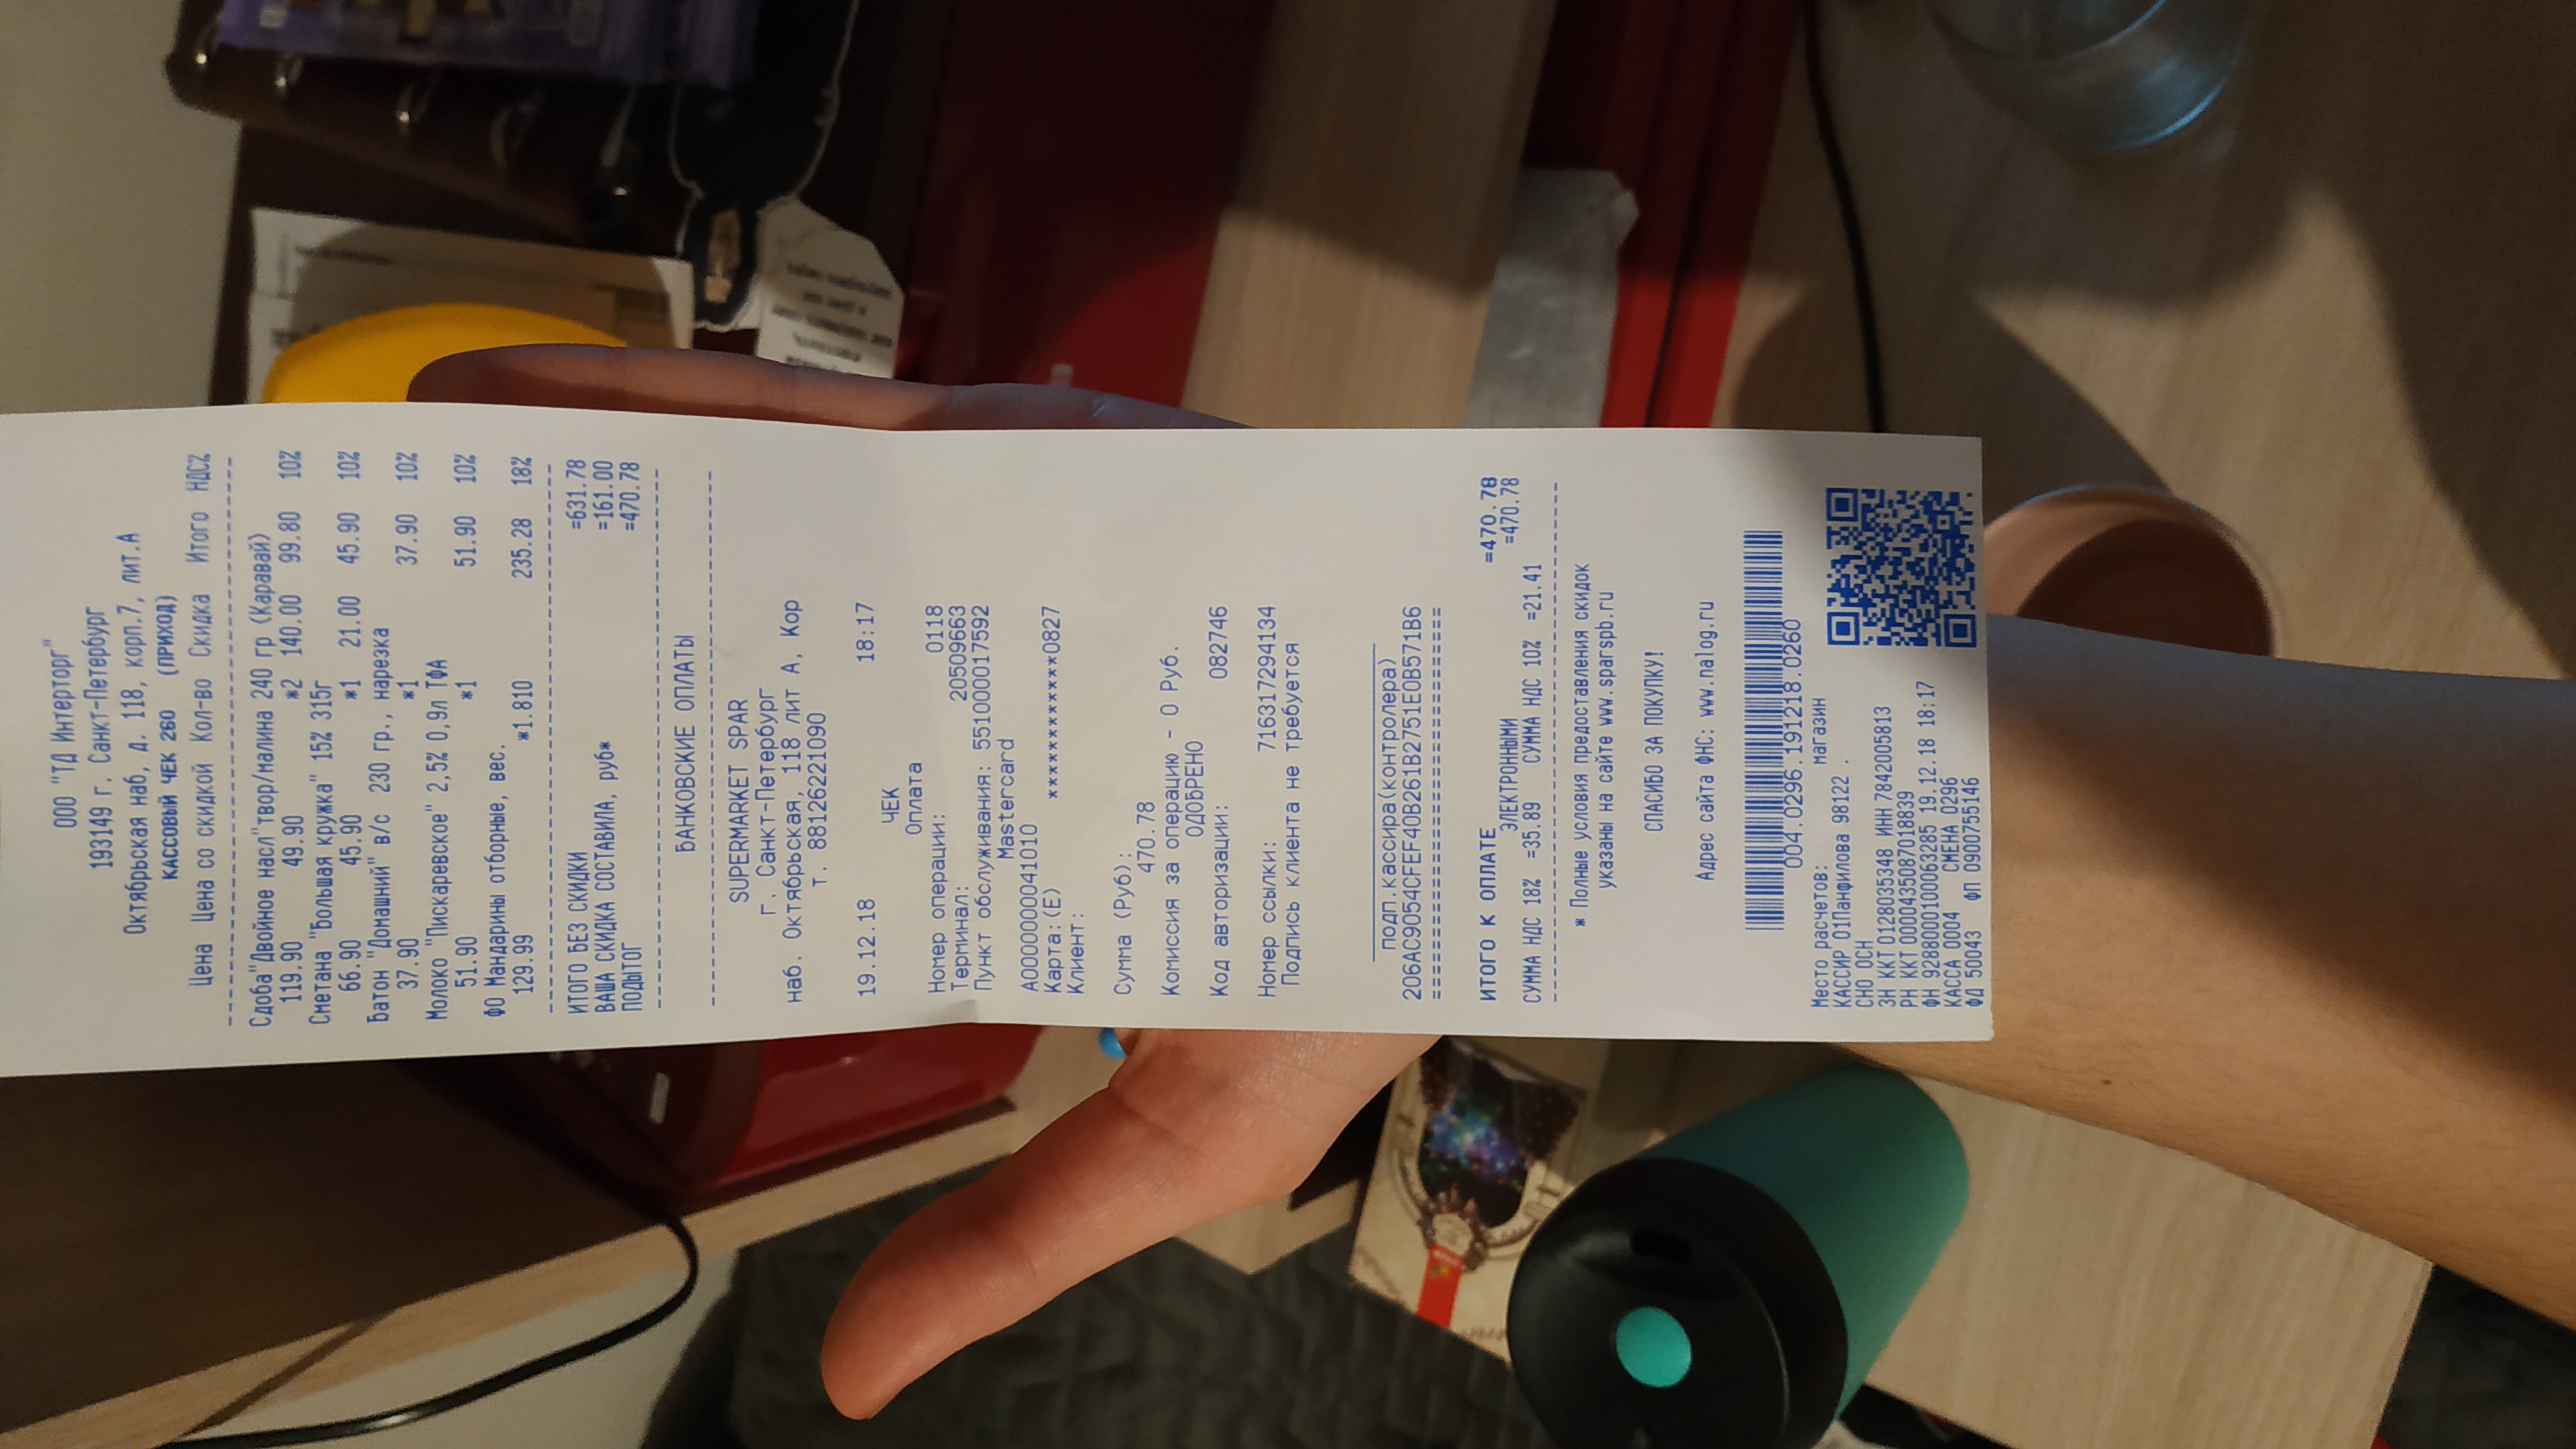 ООО "ТД Интерторг"
193149 г. Санкт-Петербург
Октябрьская наб, д. 118, корп.7, лит.А
КАССОВЫЙ ЧЕК 260 (ПРИХОД)
Цена Цена со скидкой Кол-во Скидка Итого НДС%
Сдоба"Двойное насл"твор/малина 240 гр (Каравай)
119.90 49.90 *2 140.00 99.80 10%
Сметана "Большая кружка" 15% 315г
66.90 45.90 *1 21.00 45.90 10%
Батон "Домашний" в/с 230 гр., нарезка
37.90 *1 37.90 10%
Молоко "Пискаревское" 2,5% 0,9л ТФА
51.90 *1 51.90 10%
ФО Мандарины отборные, вес.
129.99 *1.810 235.28 18%
ИТОГО БЕЗ СКИДКИ =631.78
ВАША СКИДКА СОСТАВИЛА, руб* =161.00
ПОДЫТОГ =470.78
БАНКОВСКИЕ ОПЛАТЫ
SUPERMARKET SPAR
г. Санкт-Петербург
наб. Октябрьская, 118 лит А, Кор
т. 88126221090
19.12.18 18:17
ЧЕК
Оплата
Номер операции: 0118
Терминал: 20509663
Пункт обслуживания: 551000017592
Mastercard
A0000000041010
Карта:(E) ************0827
Клиент:
Сумма (Руб):
470.78
Комиссия за операцию - 0 Руб.
ОДОБРЕНО
Код авторизации: 082746
Номер ссылки: 716317294134
Подпись клиента не требуется
подп.кассира(контролера)
206AC9054CFEF40B261B2751E0B571B6
================================
ИТОГО К ОПЛАТЕ =470.78
ЭЛЕКТРОННЫМИ =470.78
СУММА НДС 18% =35.89 СУММА НДС 10% =21.41
* Полные условия предоставления скидок
указаны на сайте www.sparspb.ru
СПАСИБО ЗА ПОКУПКУ!
Адрес сайта ФНС: www.nalog.ru
004.0296.191218.0260
Место расчетов: магазин
КАССИР 01Панфилова 98122 .
СНО ОСН
ЗН ККТ 0128035348 ИНН 7842005813
РН ККТ 0000435087018839
ФН 9288000100063285 19.12.18 18:17
КАССА 0004 СМЕНА 0296
ФД 50043 ФП 0900755146